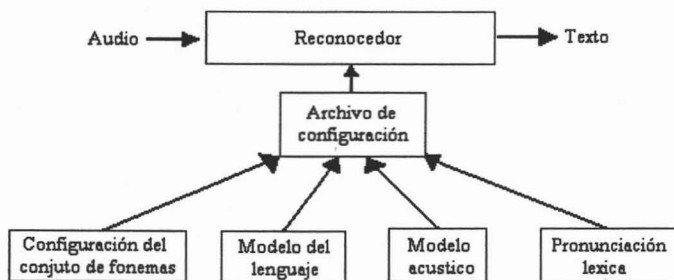 Audio
Reconocedor
Texto
Archivo de
configuración
Configuración del
conjuto de fonemas
Modelo del
lenguaje
Modelo
acustico
Pronunciación
lexica